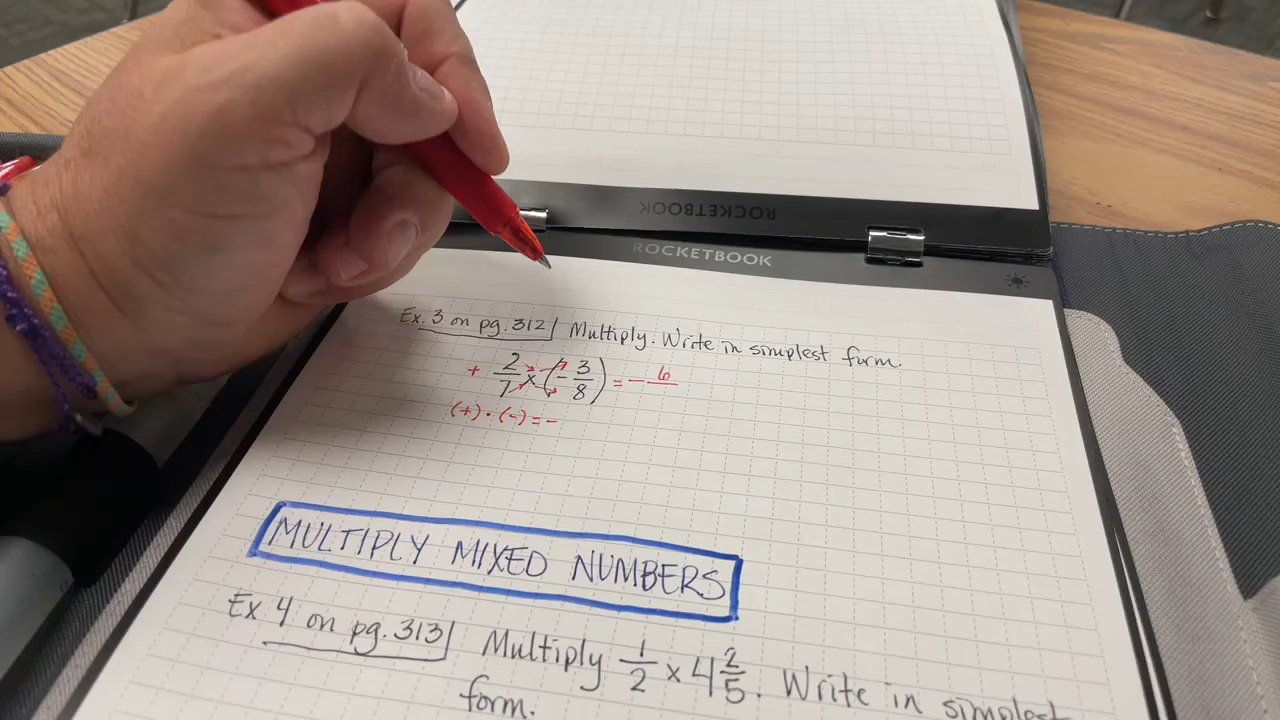 ROCKETBOOK
ROCKETBOOK
Ex. 3 on pg. 312 Multiply. Write in simplest form.
+ 2/7 x (-3/8) = - 6
(+) · (-) = -
MULTIPLY MIXED NUMBERS
Ex 4 on pg. 313 Multiply 1/2 x 4 2/5. Write in simplest
form.